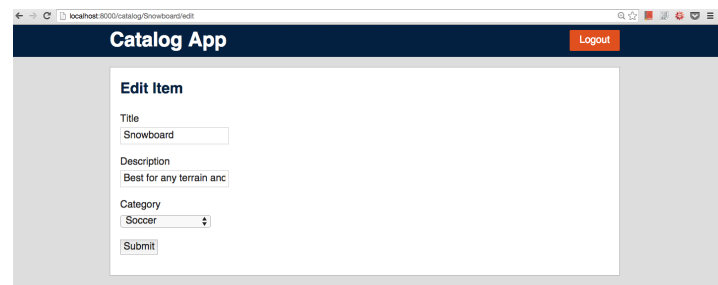 localhost:8000/catalog/Snowboard/edit
Catalog App
Logout
Edit Item
Title
Snowboard
Description
Best for any terrain and
Category
Soccer
Submit